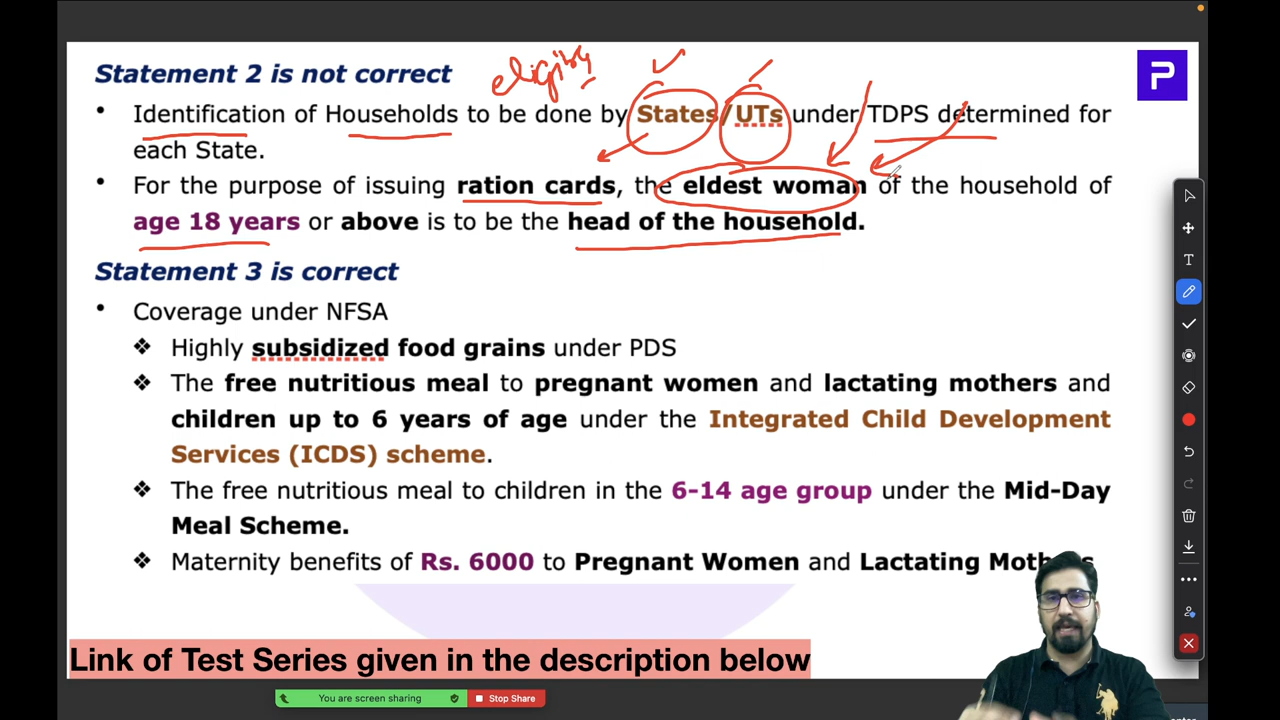 Statement 2 is not correct
eligibity
• Identification of Households to be done by States/UTs under TDPS determined for
each State.
• For the purpose of issuing ration cards, the eldest woman of the household of
age 18 years or above is to be the head of the household.
Statement 3 is correct
• Coverage under NFSA
❖ Highly subsidized food grains under PDS
❖ The free nutritious meal to pregnant women and lactating mothers and
children up to 6 years of age under the Integrated Child Development
Services (ICDS) scheme.
❖ The free nutritious meal to children in the 6-14 age group under the Mid-Day
Meal Scheme.
❖ Maternity benefits of Rs. 6000 to Pregnant Women and Lactating
Link of Test Series given in the description below
You are screen sharing
Stop Share